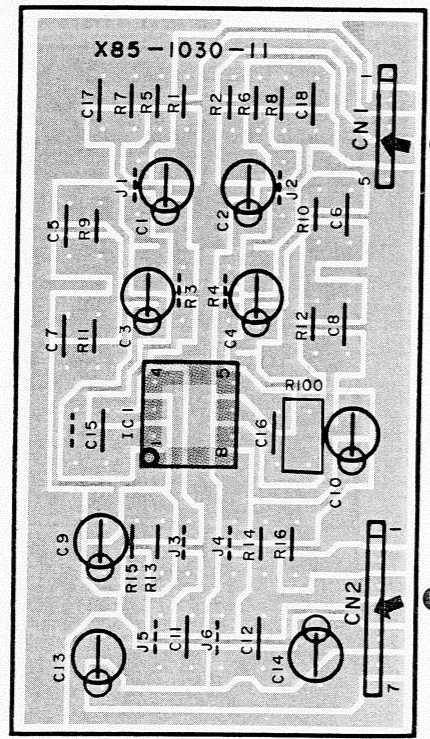 X85-1030-11
C17
R7
R5
R1
R2
R6
R8
C18
1
CN1
5
J1
J2
C1
C2
R10
C6
C5
R9
R3
R4
C3
C4
R12
C8
C7
R11
4
5
IC1
1
8
C15
C16
R100
C10
C9
R15
R13
J3
J4
R14
R16
1
CN2
7
J5
C11
J6
C12
C13
C14